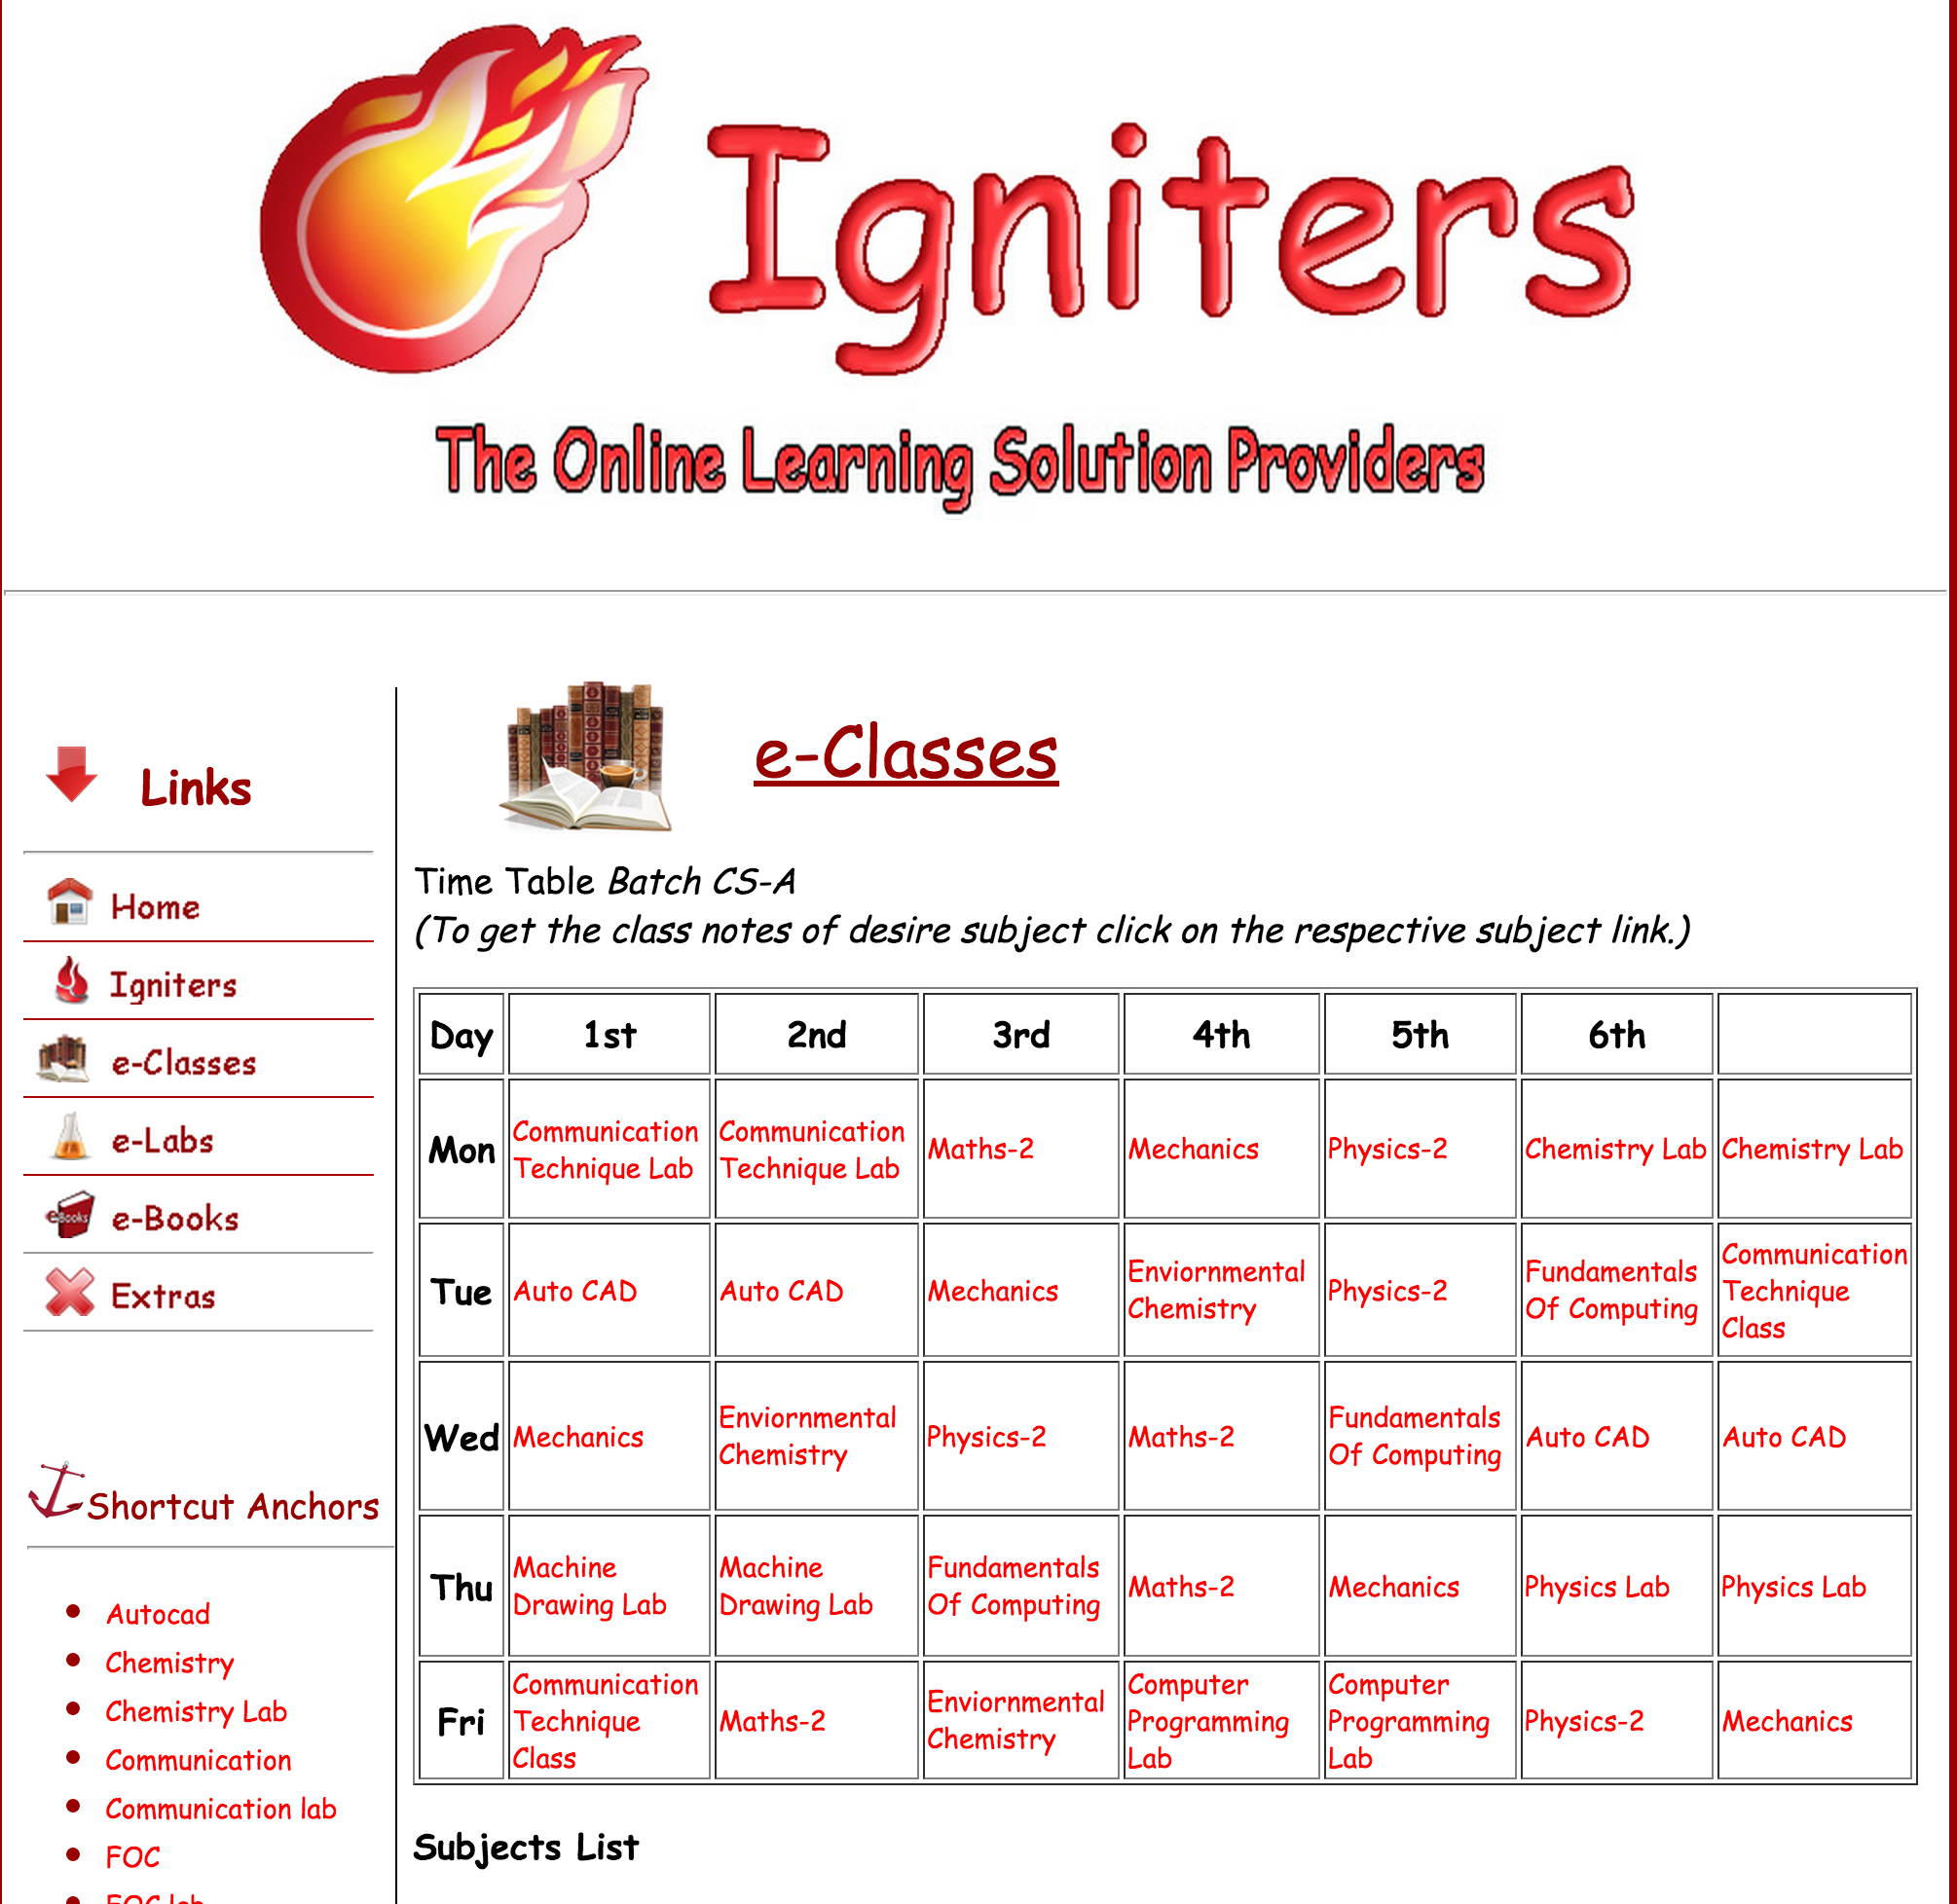 Igniters
The Online Learning Solution Providers
Links
Home
Igniters
e-Classes
e-Labs
eBooks
e-Books
Extras
Shortcut Anchors
Autocad
Chemistry
Chemistry Lab
Communication
Communication lab
FOC
FOC lab
e-Classes
Time Table Batch CS-A
(To get the class notes of desire subject click on the respective subject link.)
Day 1st 2nd 3rd 4th 5th 6th
Mon
Communication
Technique Lab
Communication
Technique Lab
Maths-2
Mechanics
Physics-2
Chemistry Lab
Chemistry Lab
Tue
Auto CAD
Auto CAD
Mechanics
Enviornmental
Chemistry
Physics-2
Fundamentals
Of Computing
Communication
Technique
Class
Wed
Mechanics
Enviornmental
Chemistry
Physics-2
Maths-2
Fundamentals
Of Computing
Auto CAD
Auto CAD
Thu
Machine
Drawing Lab
Machine
Drawing Lab
Fundamentals
Of Computing
Maths-2
Mechanics
Physics Lab
Physics Lab
Fri
Communication
Technique
Class
Maths-2
Enviornmental
Chemistry
Computer
Programming
Lab
Computer
Programming
Lab
Physics-2
Mechanics
Subjects List